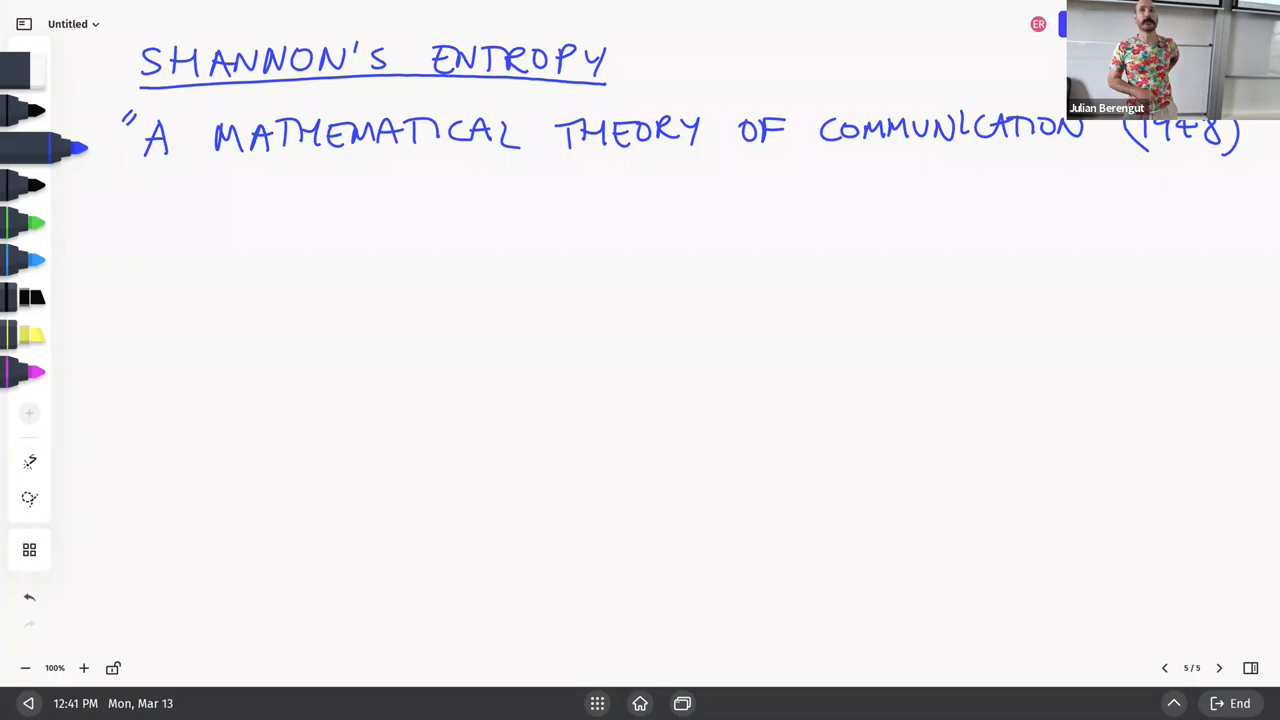 Untitled
ER
SHANNON'S ENTROPY
"A MATHEMATICAL THEORY OF COMMUNICATION (1948)
Julian Berengut
100%
5 / 5
12:41 PM Mon, Mar 13
End